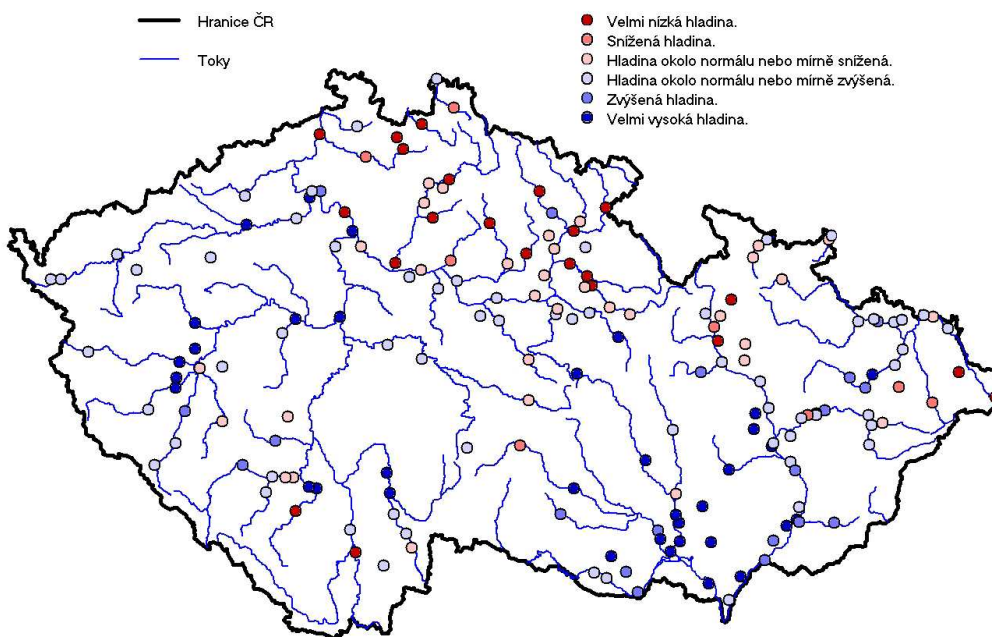 Hranice ČR
Toky
Velmi nízká hladina.
Snížená hladina.
Hladina okolo normálu nebo mírně snížená.
Hladina okolo normálu nebo mírně zvýšená.
Zvýšená hladina.
Velmi vysoká hladina.